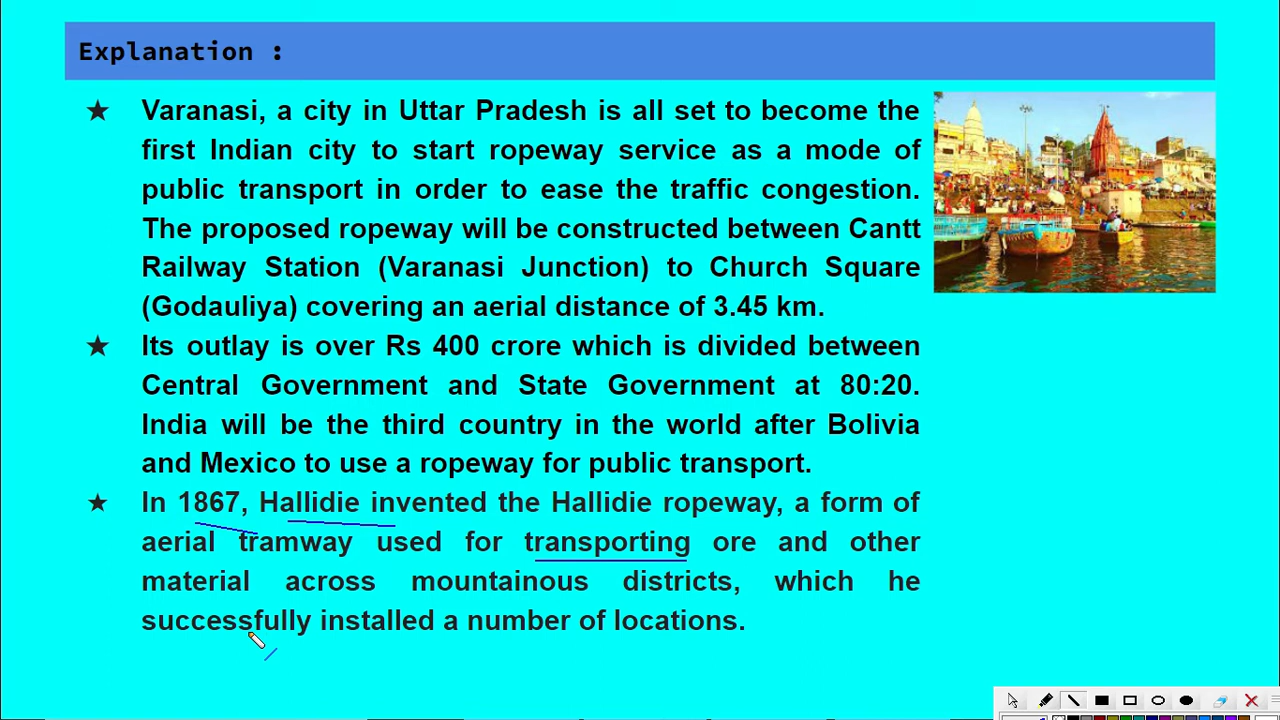 Explanation :
★ Varanasi, a city in Uttar Pradesh is all set to become the
first Indian city to start ropeway service as a mode of
public transport in order to ease the traffic congestion.
The proposed ropeway will be constructed between Cantt
Railway Station (Varanasi Junction) to Church Square
(Godauliya) covering an aerial distance of 3.45 km.
★ Its outlay is over Rs 400 crore which is divided between
Central Government and State Government at 80:20.
India will be the third country in the world after Bolivia
and Mexico to use a ropeway for public transport.
★ In 1867, Hallidie invented the Hallidie ropeway, a form of
aerial tramway used for transporting ore and other
material across mountainous districts, which he
successfully installed a number of locations.